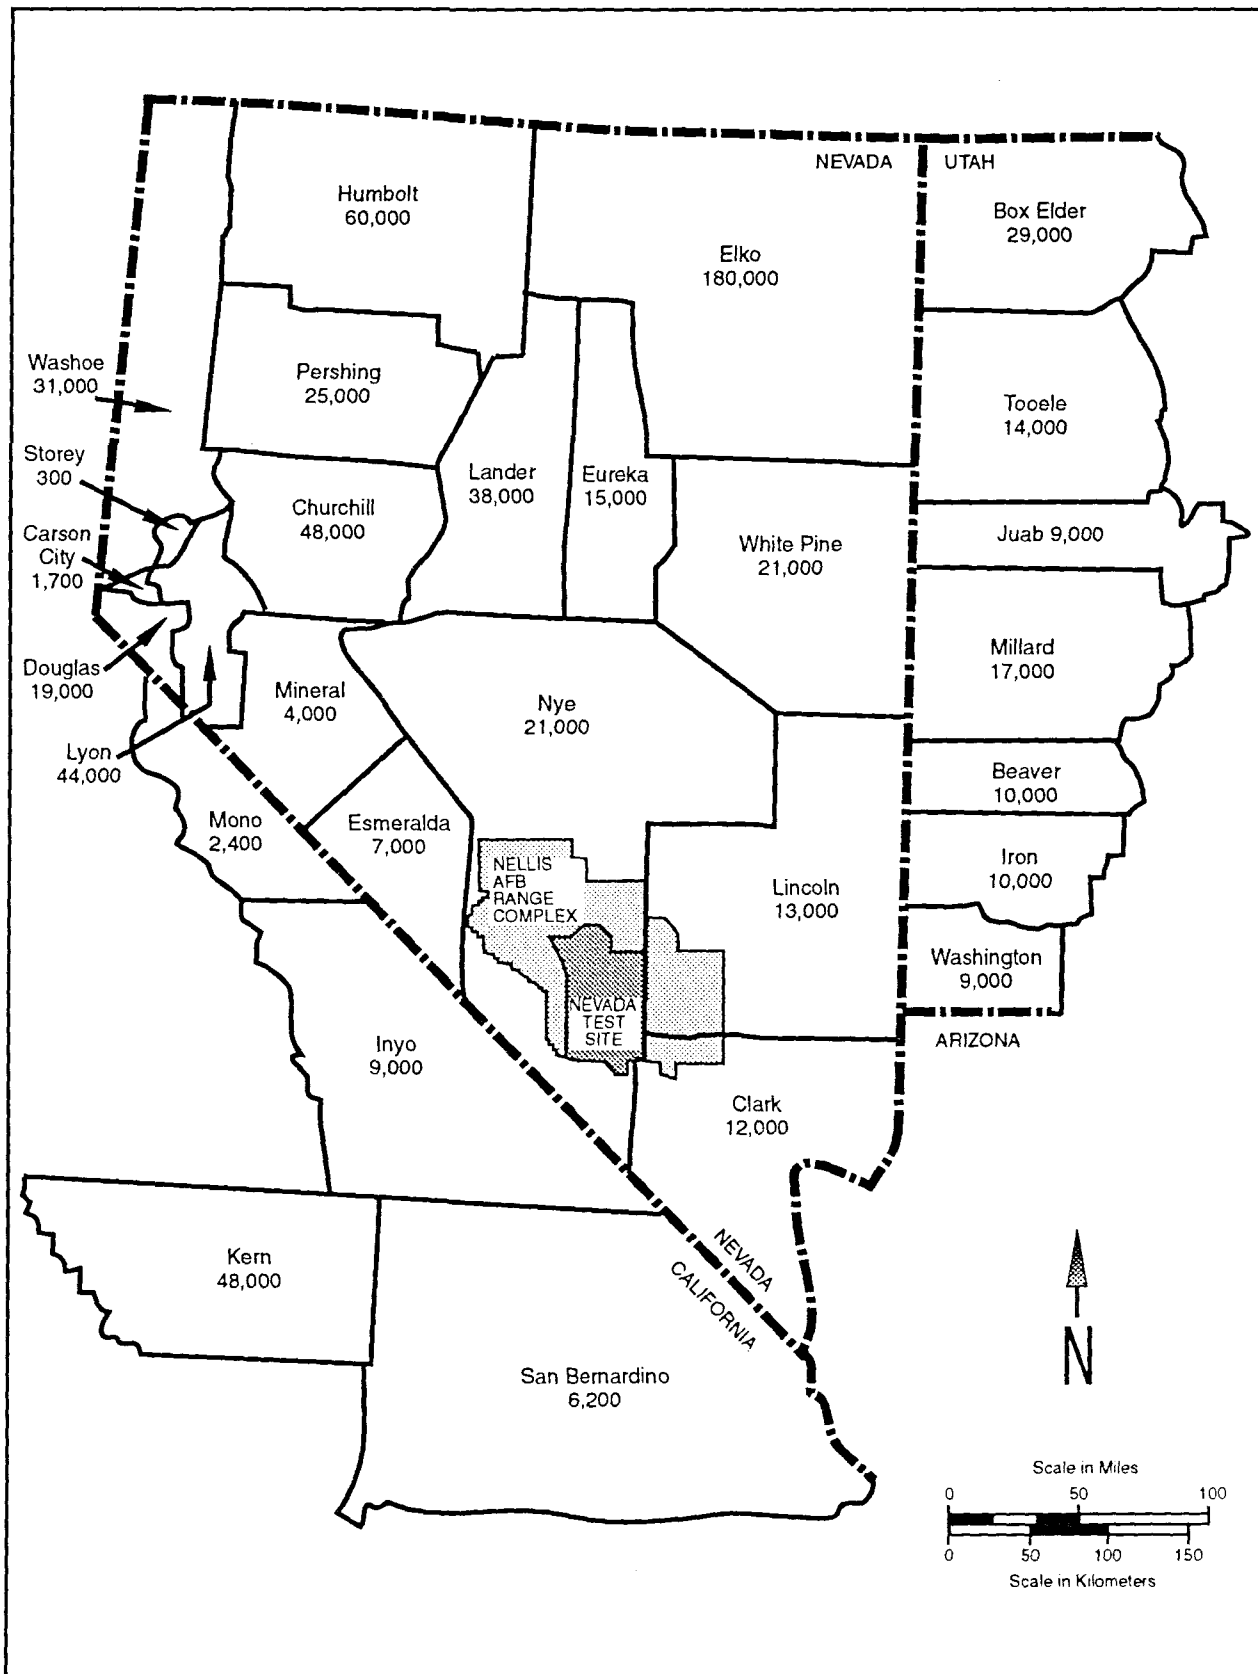 NEVADA
UTAH
Humbolt
60,000
Elko
180,000
Box Elder
29,000
Washoe
31,000
Pershing
25,000
Tooele
14,000
Storey
300
Lander
38,000
Eureka
15,000
Churchill
48,000
Carson
City
1,700
White Pine
21,000
Juab 9,000
Douglas
19,000
Mineral
4,000
Nye
21,000
Millard
17,000
Lyon
44,000
Beaver
10,000
Mono
2,400
Esmeralda
7,000
NELLIS
AFB
RANGE
COMPLEX
Lincoln
13,000
Iron
10,000
Washington
9,000
NEVADA
TEST
SITE
ARIZONA
Inyo
9,000
Clark
12,000
Kern
48,000
NEVADA
CALIFORNIA
N
San Bernardino
6,200
Scale in Miles
0 50 100
0 50 100 150
Scale in Kilometers